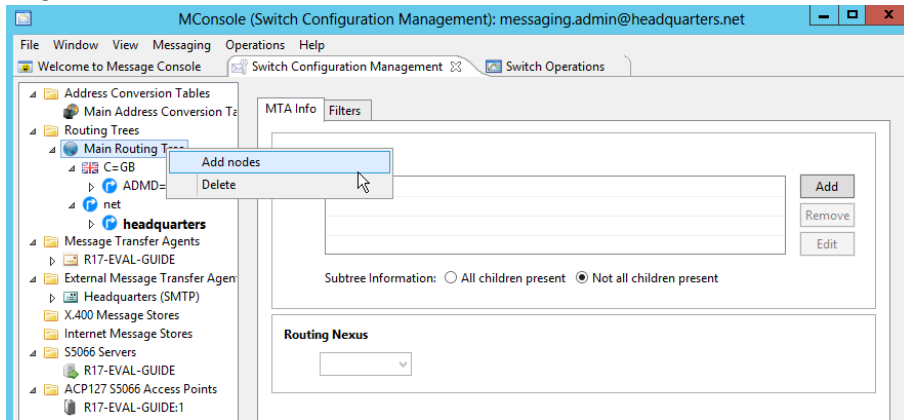 MConsole (Switch Configuration Management): messaging.admin@headquarters.net
File Window View Messaging Operations Help
Welcome to Message Console
Switch Configuration Management
Switch Operations
Address Conversion Tables
Main Address Conversion Ta
Routing Trees
Main Routing Tree
C=GB
ADMD=
net
headquarters
Message Transfer Agents
R17-EVAL-GUIDE
External Message Transfer Agen
Headquarters (SMTP)
X.400 Message Stores
Internet Message Stores
S5066 Servers
R17-EVAL-GUIDE
ACP127 S5066 Access Points
R17-EVAL-GUIDE:1
Add nodes
Delete
MTA Info
Filters
Add
Remove
Edit
Subtree Information: All children present Not all children present
Routing Nexus